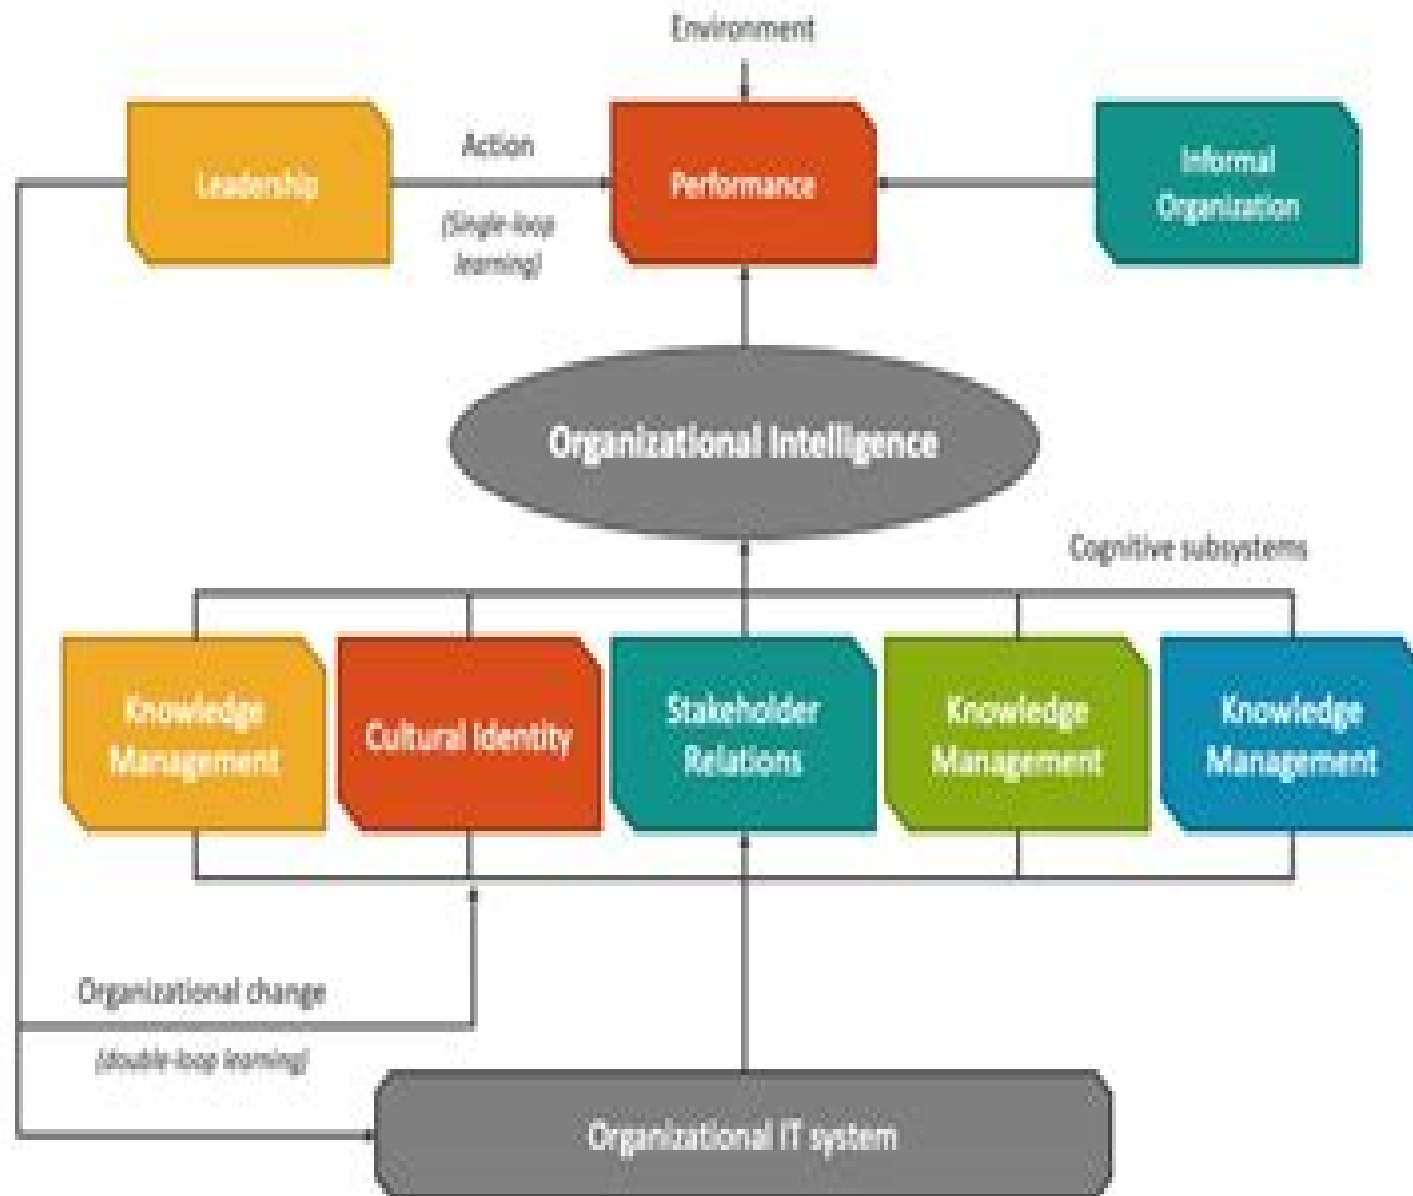 Environment
Leadership
Action
(Single-loop
learning)
Performance
Informal
Organization
Organizational Intelligence
Cognitive subsystems
Knowledge
Management
Cultural Identity
Stakeholder
Relations
Knowledge
Management
Knowledge
Management
Organizational change
(double-loop learning)
Organizational IT system